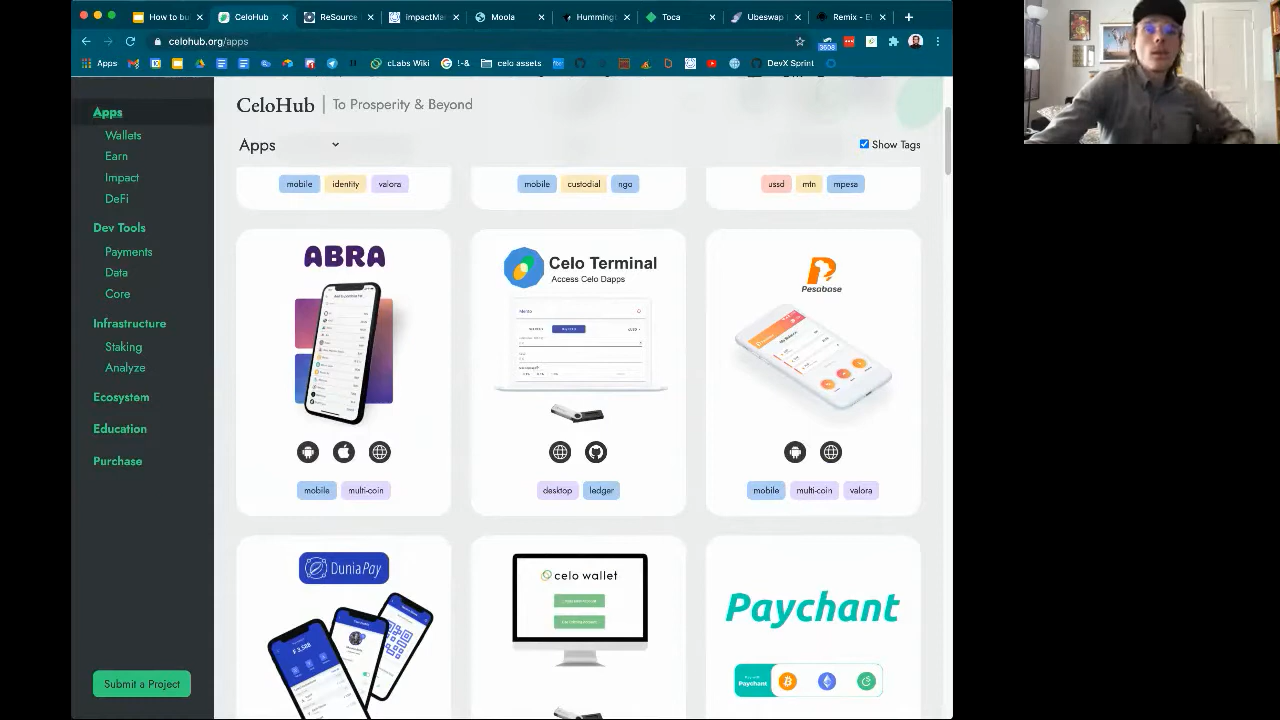 How to bu
CeloHub
ReSource
impactMar
Moola
Humming
Toca
Ubeswap
Remix - E
celohub.org/apps
3608
Apps
cLabs Wiki
!-&
celo assets
DevX Sprint
Apps
Wallets
Earn
Impact
DeFi
Dev Tools
Payments
Data
Core
Infrastructure
Staking
Analyze
Ecosystem
Education
Purchase
Submit a Project
CeloHub | To Prosperity & Beyond
Apps
Show Tags
mobile identity valora
mobile custodial ngo
ussd mtn mpesa
ABRA
mobile multi-coin
Celo Terminal
Access Celo Dapps
desktop ledger
Pesabase
mobile multi-coin valora
DuniaPay
celo wallet
Paychant
Paychant